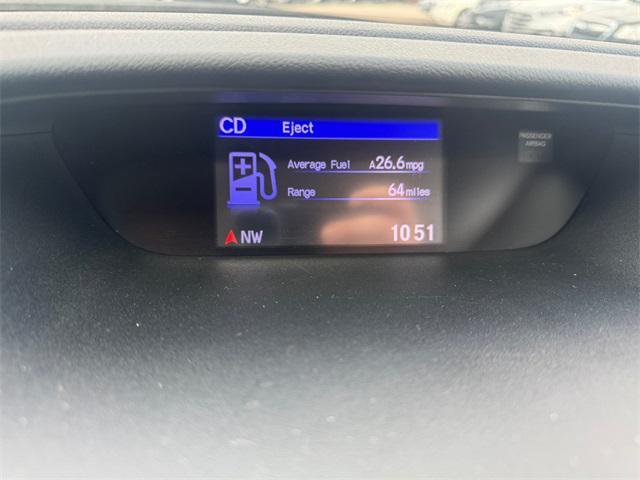 CD Eject
PASSENGER
AIRBAG
Average Fuel A26.6mpg
Range 64miles
NW 10 51